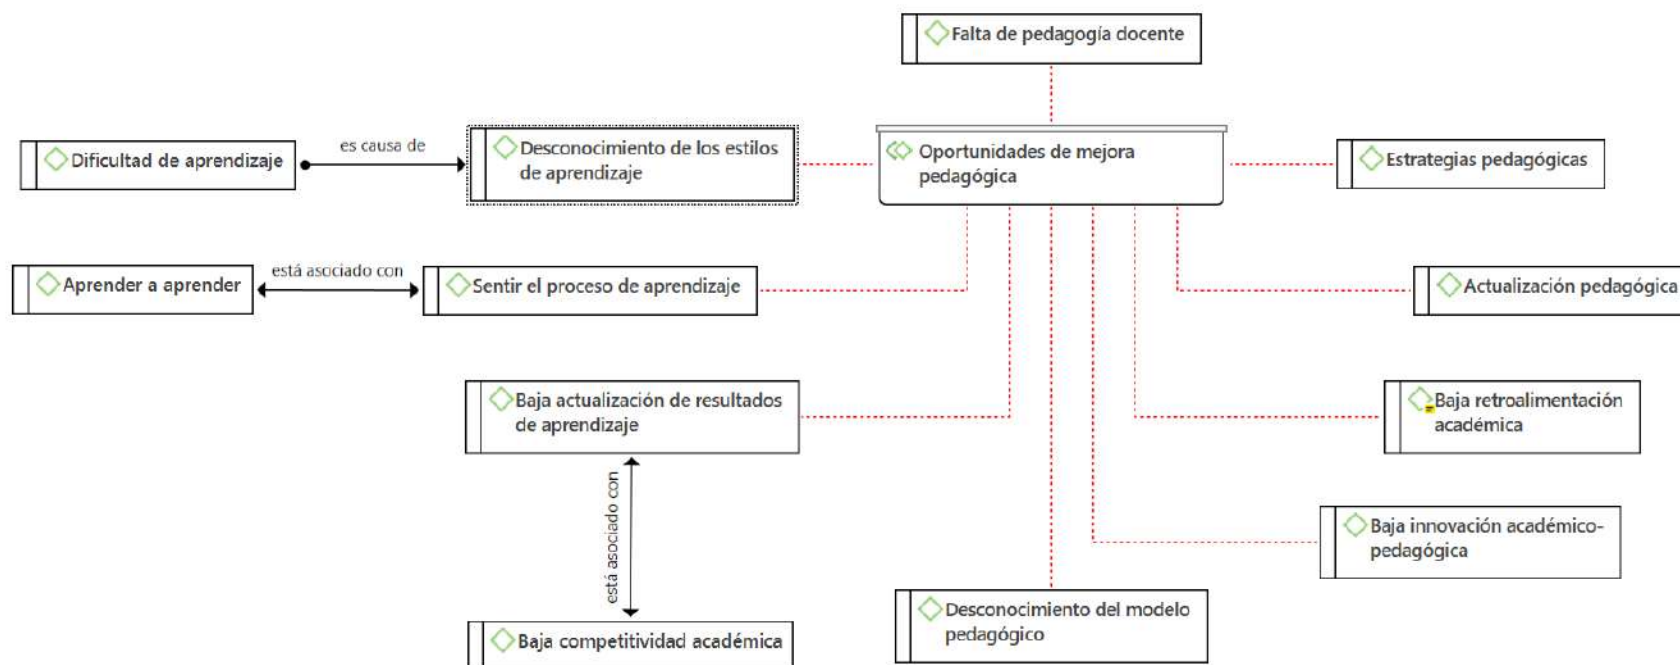 Falta de pedagogía docente
Dificultad de aprendizaje
es causa de
Desconocimiento de los estilos
de aprendizaje
Oportunidades de mejora
pedagógica
Estrategias pedagógicas
Aprender a aprender
está asociado con
Sentir el proceso de aprendizaje
Actualización pedagógica
Baja actualización de resultados
de aprendizaje
Baja retroalimentación
académica
está asociado con
Baja innovación académico-
pedagógica
Desconocimiento del modelo
pedagógico
Baja competitividad académica